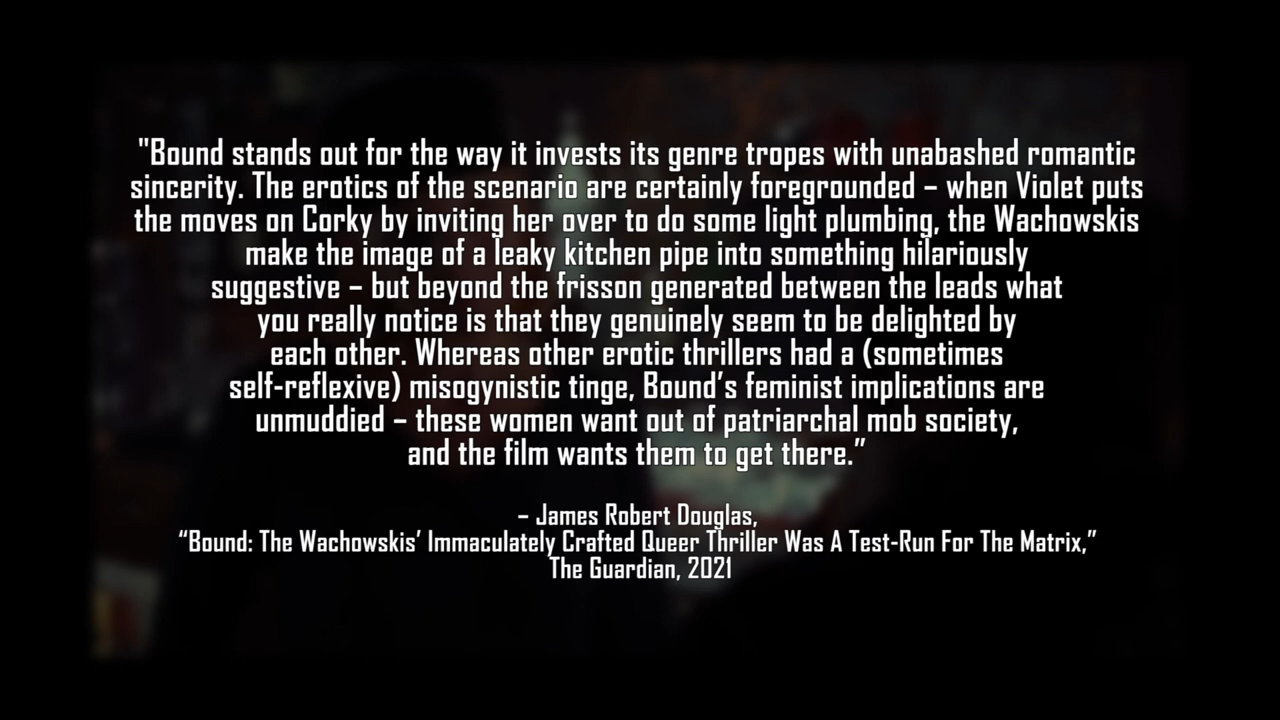 "Bound stands out for the way it invests its genre tropes with unabashed romantic
sincerity. The erotics of the scenario are certainly foregrounded – when Violet puts
the moves on Corky by inviting her over to do some light plumbing, the Wachowskis
make the image of a leaky kitchen pipe into something hilariously
suggestive – but beyond the frisson generated between the leads what
you really notice is that they genuinely seem to be delighted by
each other. Whereas other erotic thrillers had a (sometimes
self-reflexive) misogynistic tinge, Bound’s feminist implications are
unmuddied – these women want out of patriarchal mob society,
and the film wants them to get there.”
– James Robert Douglas,
“Bound: The Wachowskis’ Immaculately Crafted Queer Thriller Was A Test-Run For The Matrix,”
The Guardian, 2021